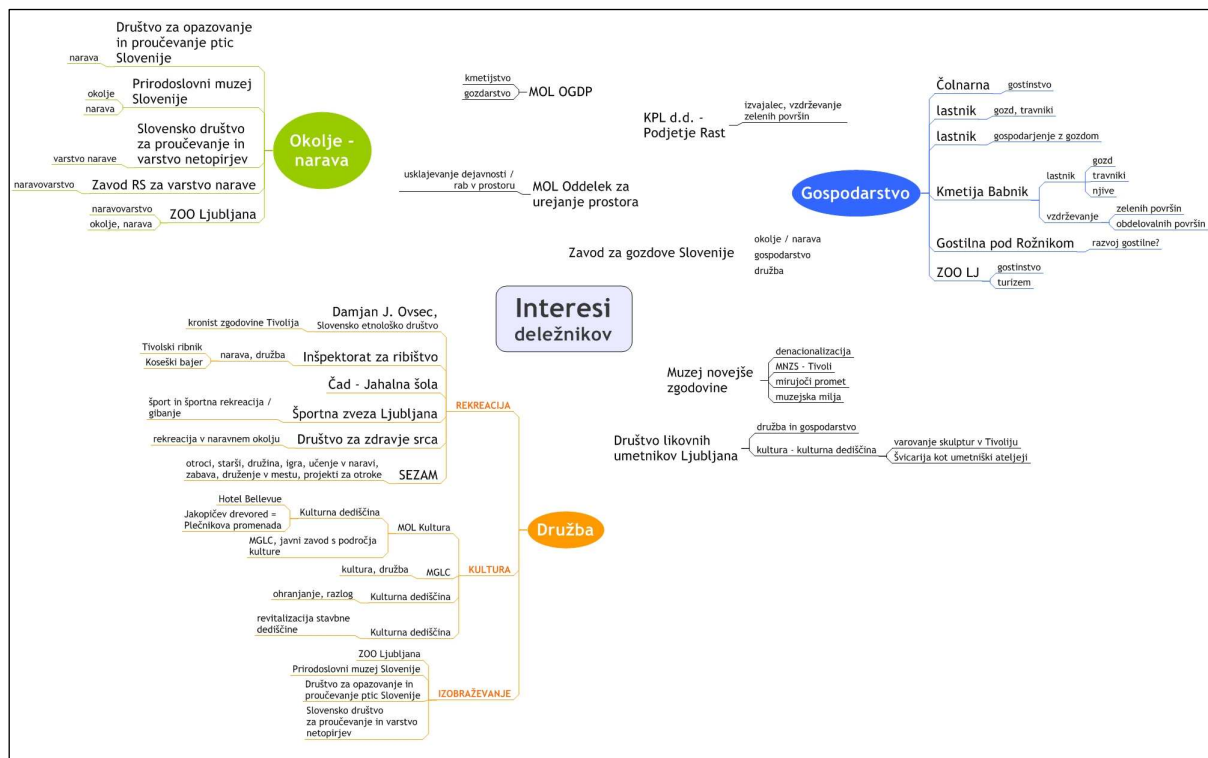 Društvo za opazovanje
in proučevanje ptic
Slovenije
narava
Prirodoslovni muzej
Slovenije
okolje
narava
Slovensko društvo
za proučevanje in
varstvo netopirjev
varstvo narave
Zavod RS za varstvo narave
naravovarstvo
ZOO Ljubljana
naravovarstvo
okolje, narava
Okolje -
narava
kmetijstvo
gozdarstvo
MOL OGDP
KPL d.d. -
Podjetje Rast
izvajalec, vzdrževanje
zelenih površin
usklajevanje dejavnosti /
rab v prostoru
MOL Oddelek za
urejanje prostora
Zavod za gozdove Slovenije
okolje / narava
gospodarstvo
družba
Gospodarstvo
Čolnarna
gostinstvo
lastnik
gozd, travniki
lastnik
gospodarjenje z gozdom
Kmetija Babnik
lastnik
gozd
travniki
njive
vzdrževanje
zelenih površin
obdelovalnih površin
Gostilna pod Rožnikom
razvoj gostilne?
ZOO LJ
gostinstvo
turizem
Interesi
deležnikov
Damjan J. Ovsec,
Slovensko etnološko društvo
kronist zgodovine Tivolija
Inšpektorat za ribištvo
narava, družba
Tivolski ribnik
Koseški bajer
Čad - Jahalna šola
Športna zveza Ljubljana
šport in športna rekreacija /
gibanje
Društvo za zdravje srca
rekreacija v naravnem okolju
SEZAM
otroci, starši, družina, igra, učenje v naravi,
zabava, druženje v mestu, projekti za otroke
REKREACIJA
Muzej novejše
zgodovine
denacionalizacija
MNZS - Tivoli
mirujoči promet
muzejska milja
Društvo likovnih
umetnikov Ljubljana
družba in gospodarstvo
kultura - kulturna dediščina
varovanje skulptur v Tivoliju
Švicarija kot umetniški ateljeji
Družba
KULTURA
MOL Kultura
Kulturna dediščina
Hotel Bellevue
Jakopičev drevored =
Plečnikova promenada
MGLC, javni zavod s področja
kulture
MGLC
kultura, družba
Kulturna dediščina
ohranjanje, razlog
Kulturna dediščina
revitalizacija stavbne
dediščine
IZOBRAŽEVANJE
ZOO Ljubljana
Prirodoslovni muzej Slovenije
Društvo za opazovanje in
proučevanje ptic Slovenije
Slovensko društvo
za proučevanje in varstvo
netopirjev